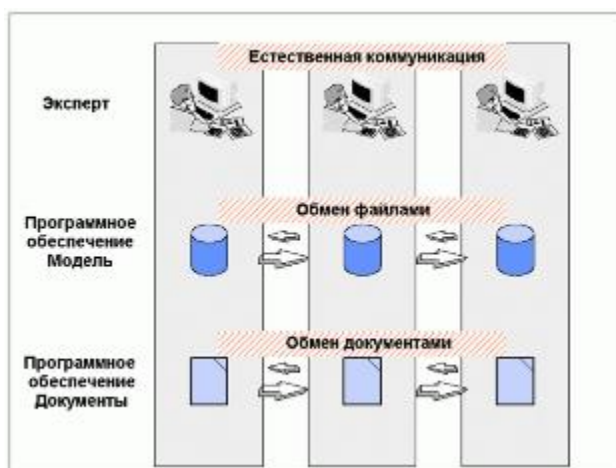 Естественная коммуникация
Эксперт
Обмен файлами
Программное
обеспечение
Модель
Обмен документами
Программное
обеспечение
Документы